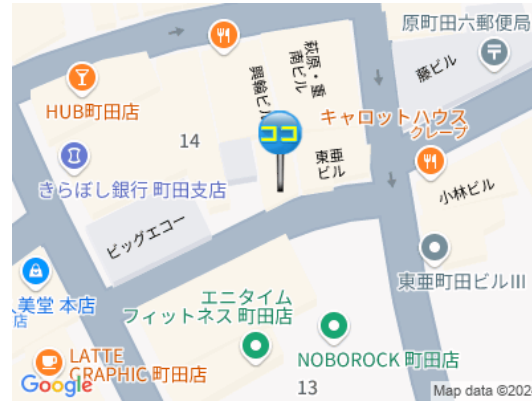 原町田六郵便局
藤ビル
萩原・重
南ビル
興輪ビル
HUB町田店
14
ココ
キャロットハウス
クレープ
東亜
ビル
きらぼし銀行 町田支店
小林ビル
ビッグエコー
東亜町田ビルIII
美堂 本店
店
エニタイム
フィットネス 町田店
LATTE
GRAPHIC 町田店
NOBOROCK 町田店
Google
13
Map data ©202